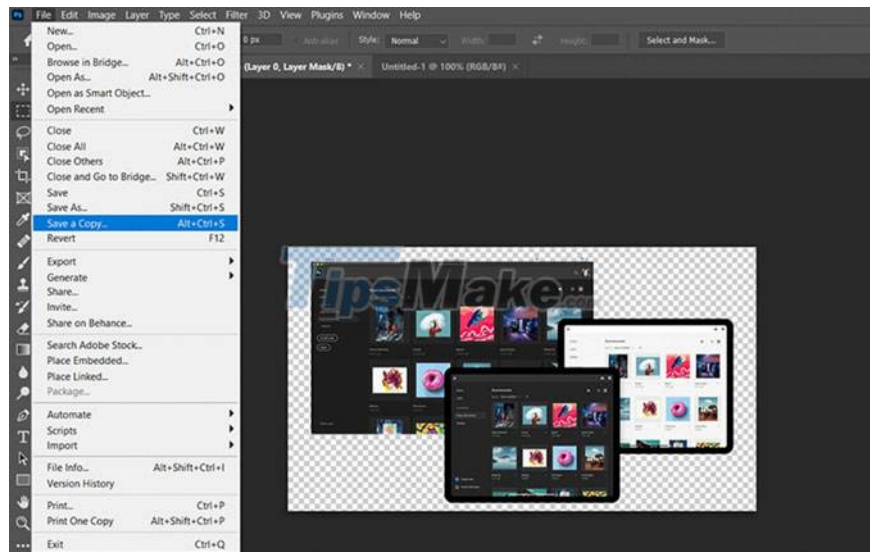 Ps File Edit Image Layer Type Select Filter 3D View Plugins Window Help
0 px Anti-alias Style: Normal Width: Height: Select and Mask...
(Layer 0, Layer Mask/8) * × Untitled-1 @ 100% (RGB/8#) ×
New... Ctrl+N
Open... Ctrl+O
Browse in Bridge... Alt+Ctrl+O
Open As... Alt+Shift+Ctrl+O
Open as Smart Object...
Open Recent
Close Ctrl+W
Close All Alt+Ctrl+W
Close Others Alt+Ctrl+P
Close and Go to Bridge... Shift+Ctrl+W
Save Ctrl+S
Save As... Shift+Ctrl+S
Save a Copy... Alt+Ctrl+S
Revert F12
Export
Generate
Share...
Invite...
Share on Behance...
Search Adobe Stock...
Place Embedded...
Place Linked...
Package...
Automate
Scripts
Import
File Info... Alt+Shift+Ctrl+I
Version History
Print... Ctrl+P
Print One Copy Alt+Shift+Ctrl+P
Exit Ctrl+Q
TipsMake.com